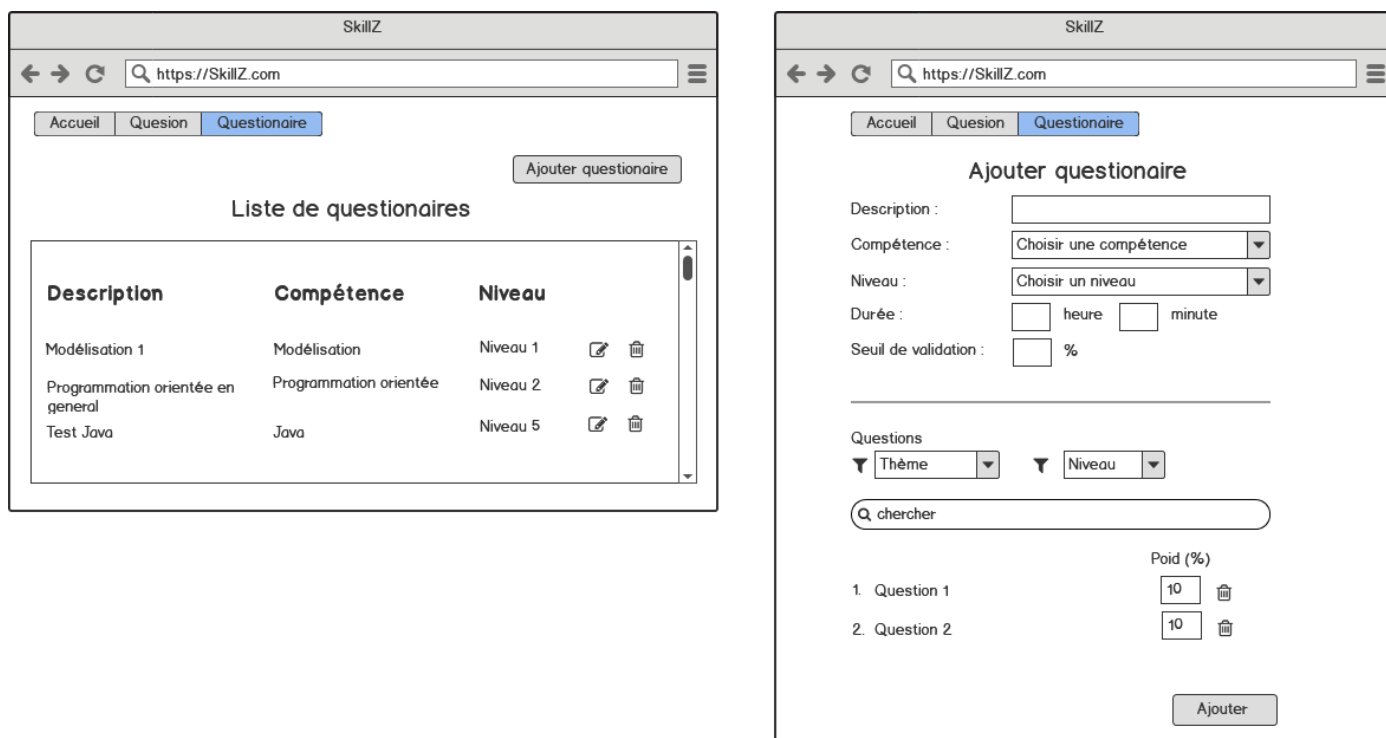 SkillZ
https://SkillZ.com
Accueil Quesion Questionaire
Ajouter questionaire
Liste de questionaires
Description Compétence Niveau
Modélisation 1 Modélisation Niveau 1
Programmation orientée en Programmation orientée Niveau 2
general
Test Java Java Niveau 5
SkillZ
https://SkillZ.com
Accueil Quesion Questionaire
Ajouter questionaire
Description :
Compétence : Choisir une compétence
Niveau : Choisir un niveau
Durée : heure minute
Seuil de validation : %
Questions
Thème Niveau
chercher
Poid (%)
1. Question 1 10
2. Question 2 10
Ajouter